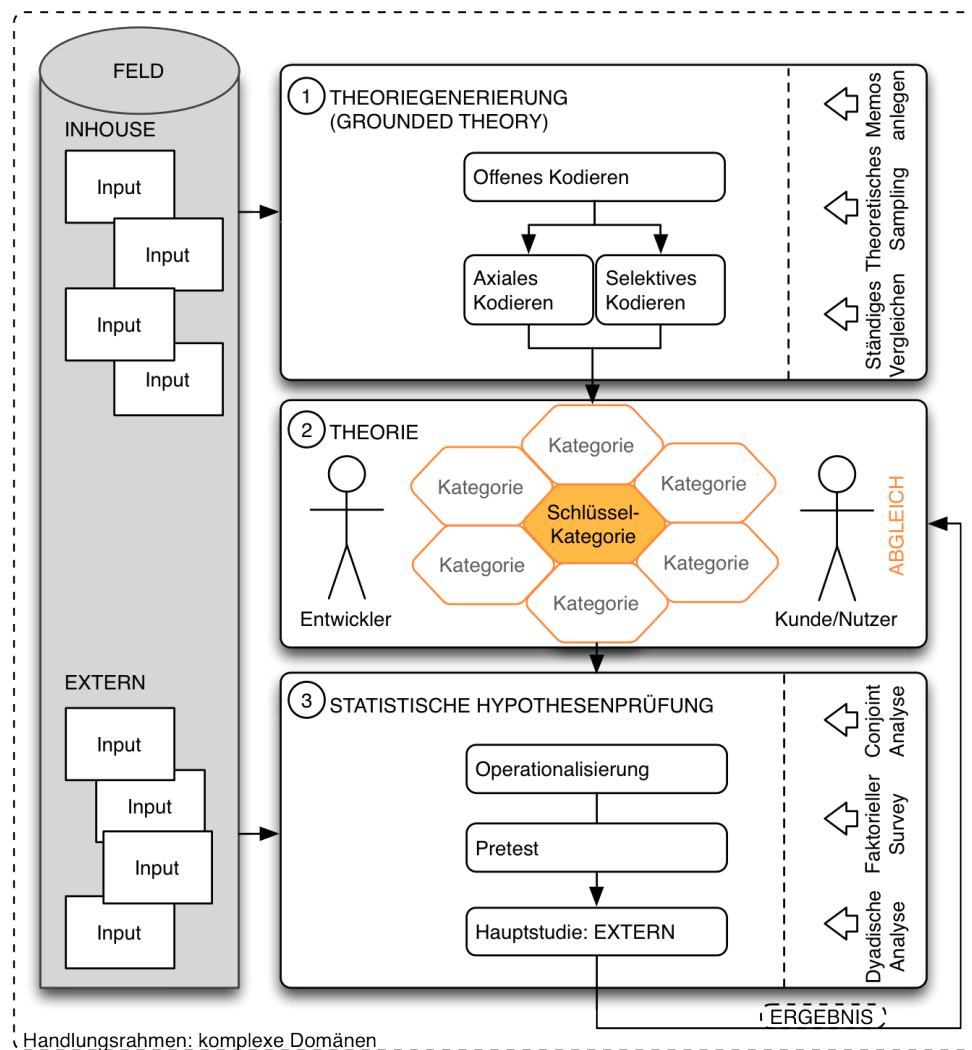 FELD
INHOUSE
Input
Input
Input
Input
EXTERN
Input
Input
Input
Input
1
THEORIEGENERIERUNG
(GROUNDED THEORY)
Offenes Kodieren
Axiales
Kodieren
Selektives
Kodieren
Memos
anlegen
Theoretisches
Sampling
Ständiges
Vergleichen
2
THEORIE
Kategorie
Kategorie
Kategorie
Schlüssel-
Kategorie
Kategorie
Kategorie
Kategorie
Entwickler
Kunde/Nutzer
ABGLEICH
3
STATISTISCHE HYPOTHESENPRÜFUNG
Operationalisierung
Pretest
Hauptstudie: EXTERN
Conjoint
Analyse
Faktorieller
Survey
Dyadische
Analyse
ERGEBNIS
Handlungsrahmen: komplexe Domänen